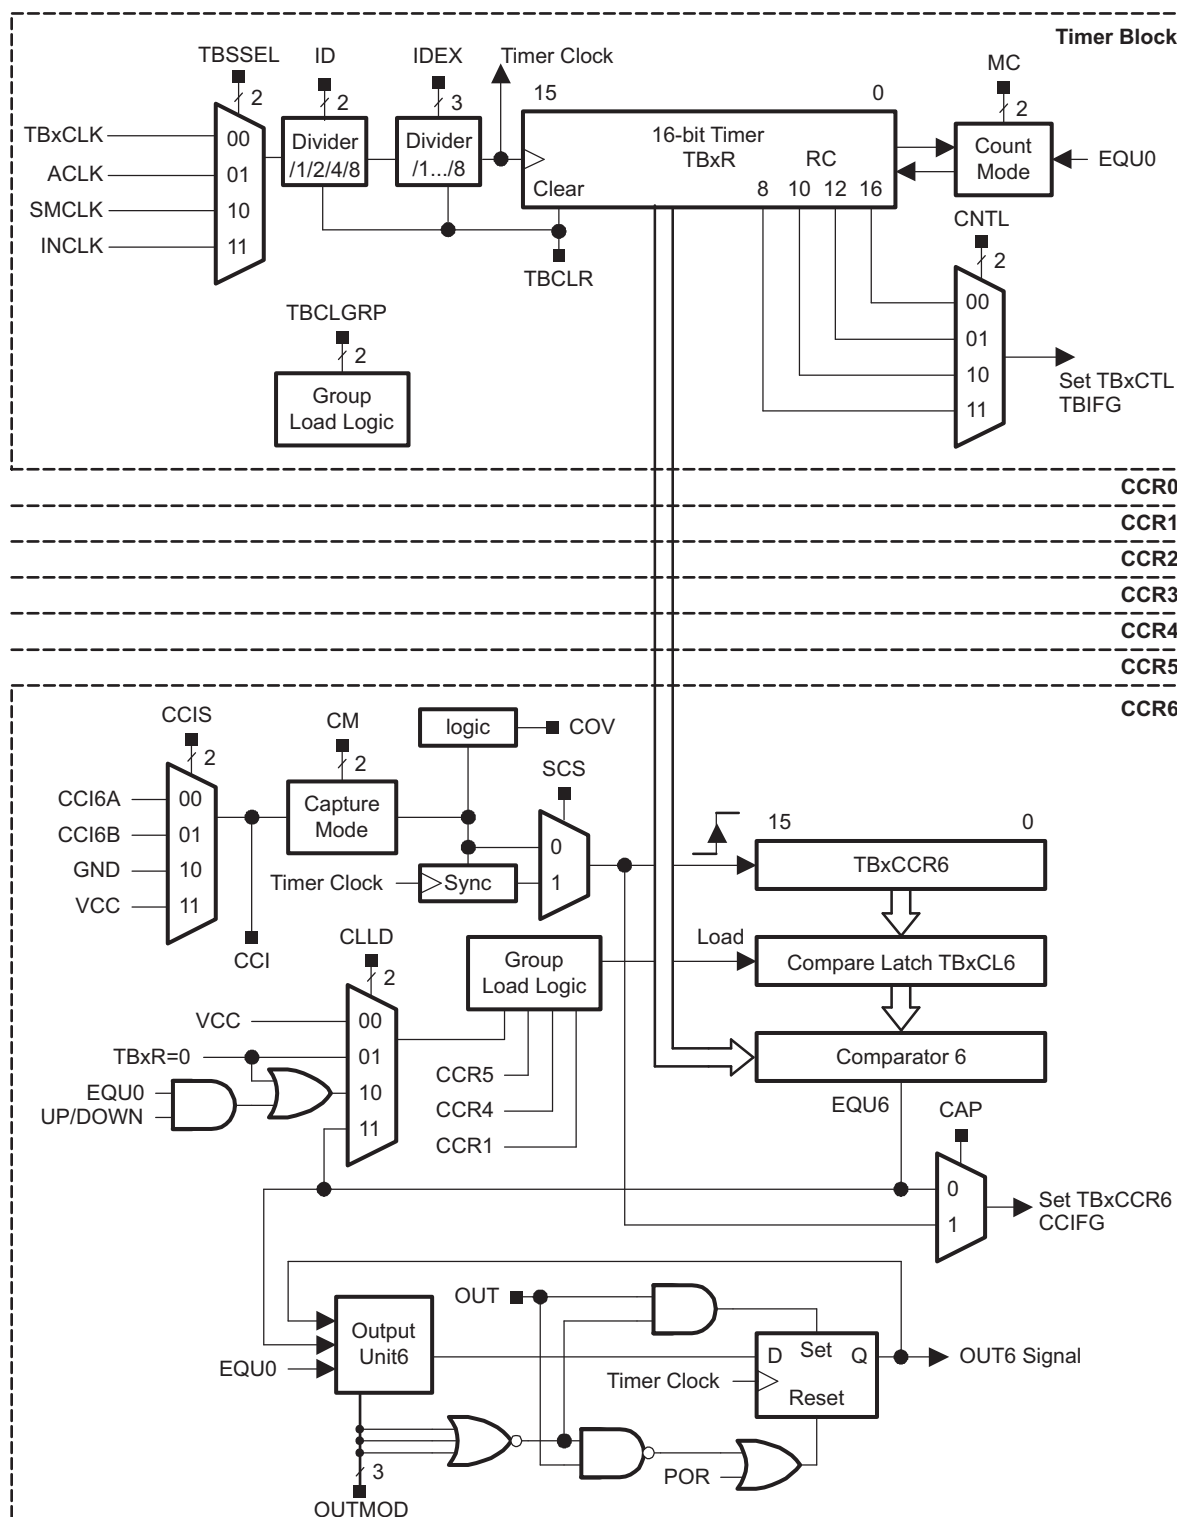 Timer Block
TBSSEL
ID
IDEX
Timer Clock
MC
2
2
3
15
0
2
TBxCLK
ACLK
SMCLK
INCLK
00
01
10
11
Divider
/1/2/4/8
Divider
/1.../8
16-bit Timer
TBxR
RC
Clear
8
10
12
16
Count
Mode
EQU0
TBCLR
CNTL
2
00
01
10
11
Set TBxCTL
TBIFG
TBCLGRP
2
Group
Load Logic
CCR0
CCR1
CCR2
CCR3
CCR4
CCR5
CCR6
CCIS
2
CM
2
logic
COV
SCS
CCI6A
CCI6B
GND
VCC
00
01
10
11
Capture
Mode
0
1
Timer Clock
Sync
15
0
TBxCCR6
CCI
CLLD
2
Group
Load Logic
Load
Compare Latch TBxCL6
VCC
TBxR=0
EQU0
UP/DOWN
00
01
10
11
CCR5
CCR4
CCR1
Comparator 6
EQU6
CAP
0
1
Set TBxCCR6
CCIFG
OUT
Output
Unit6
EQU0
D
Set
Q
Reset
Timer Clock
OUT6 Signal
POR
3
OUTMOD